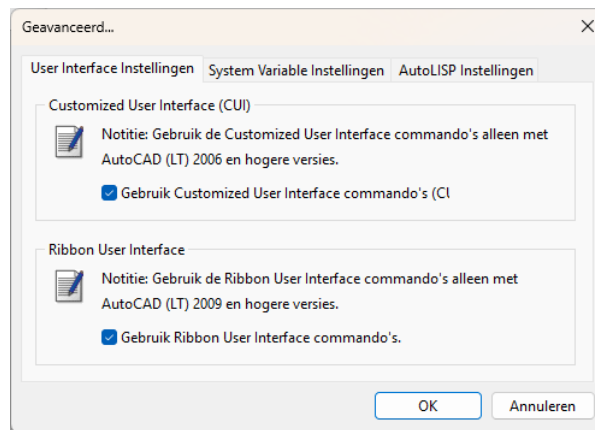 Geavanceerd...
User Interface Instellingen System Variable Instellingen AutoLISP Instellingen
Customized User Interface (CUI)
Notitie: Gebruik de Customized User Interface commando's alleen met
AutoCAD (LT) 2006 en hogere versies.
Gebruik Customized User Interface commando's (CU
Ribbon User Interface
Notitie: Gebruik de Ribbon User Interface commando's alleen met
AutoCAD (LT) 2009 en hogere versies.
Gebruik Ribbon User Interface commando's.
OK Annuleren